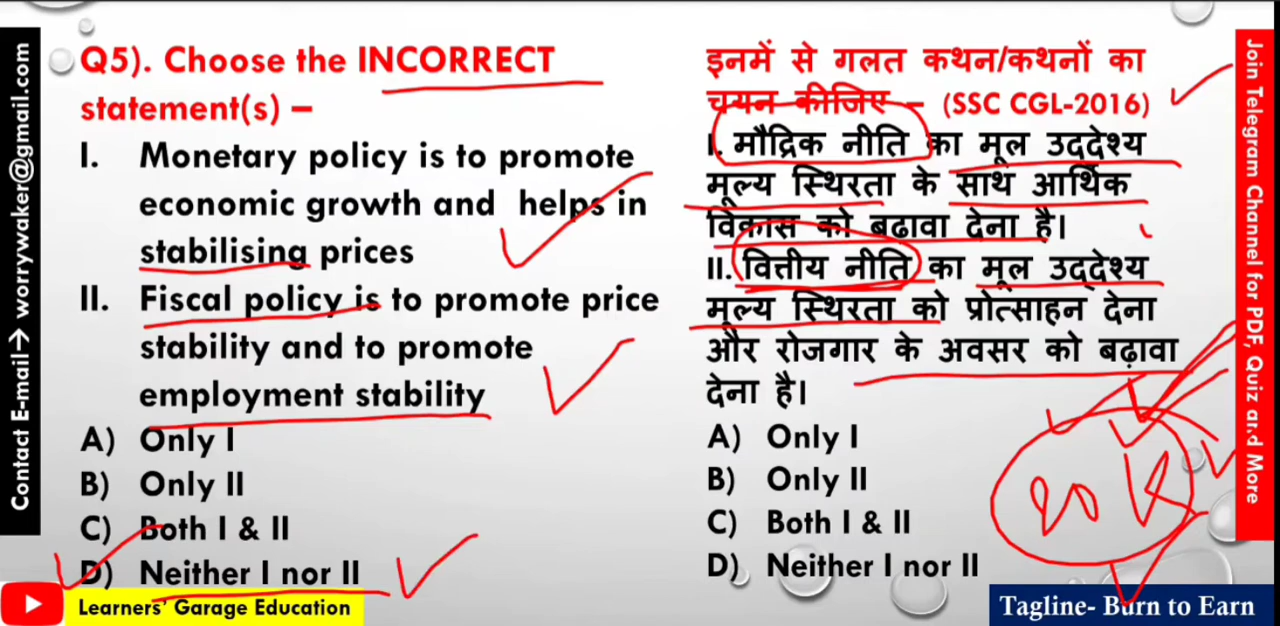 Q5). Choose the INCORRECT
statement(s) –
I. Monetary policy is to promote
economic growth and helps in
stabilising prices
II. Fiscal policy is to promote price
stability and to promote
employment stability
A) Only I
B) Only II
C) Both I & II
D) Neither I nor II
इनमें से गलत कथन/कथनों का
चयन कीजिए – (SSC CGL-2016)
I. मौद्रिक नीति का मूल उद्देश्य
मूल्य स्थिरता के साथ आर्थिक
विकास को बढ़ावा देना है।
II. वित्तीय नीति का मूल उद्देश्य
मूल्य स्थिरता को प्रोत्साहन देना
और रोजगार के अवसर को बढ़ावा
देना है।
A) Only I
B) Only II
C) Both I & II
D) Neither I nor II
20 K
Contact E-mail→ worrywaker@gmail.com
Join Telegram Channel for PDF, Quiz and More
Learners' Garage Education
Tagline- Burn to Earn